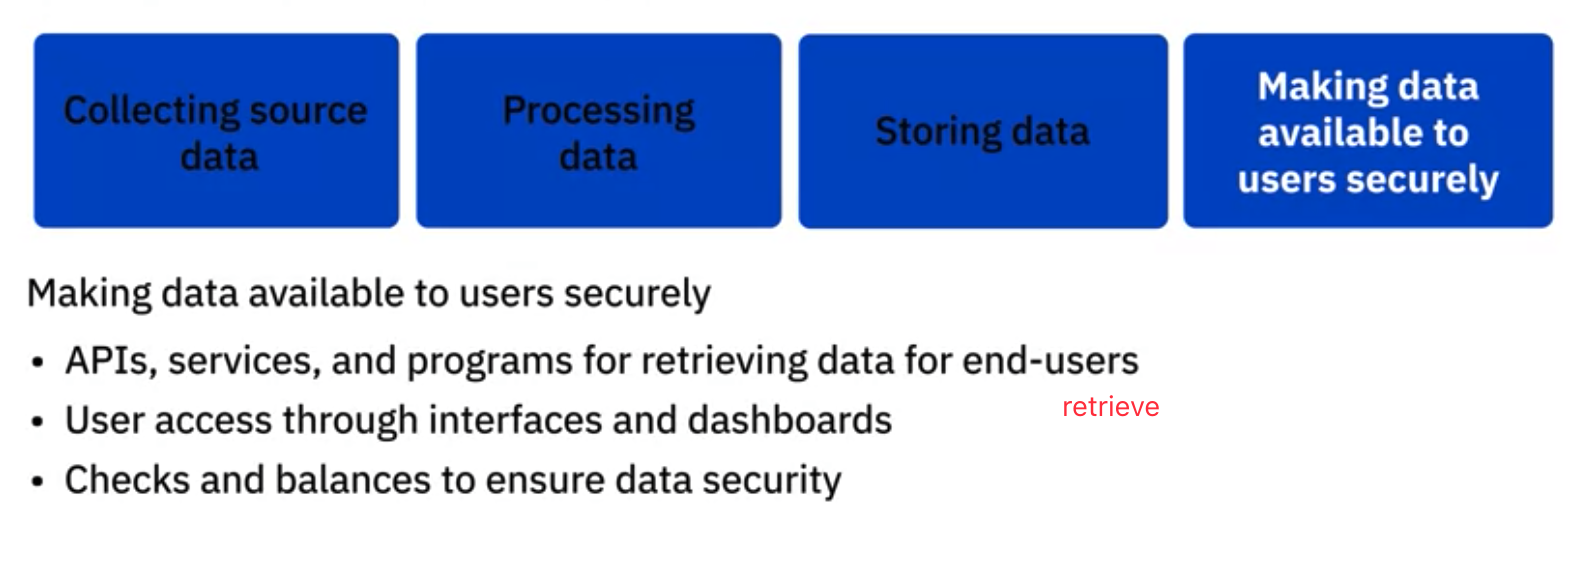 Collecting source
data
Processing
data
Storing data
Making data
available to
users securely
Making data available to users securely
• APIs, services, and programs for retrieving data for end-users
retrieve
• User access through interfaces and dashboards
• Checks and balances to ensure data security